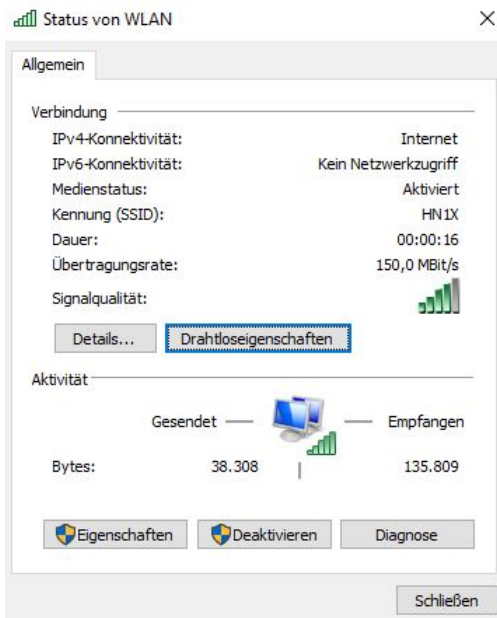 Status von WLAN
Allgemein
Verbindung
IPv4-Konnektivität: Internet
IPv6-Konnektivität: Kein Netzwerkzugriff
Medienstatus: Aktiviert
Kennung (SSID): HN1X
Dauer: 00:00:16
Übertragungsrate: 150,0 MBit/s
Signalqualität:
Details... Drahtloseigenschaften
Aktivität
Gesendet Empfangen
Bytes: 38.308 135.809
Eigenschaften Deaktivieren Diagnose
Schließen